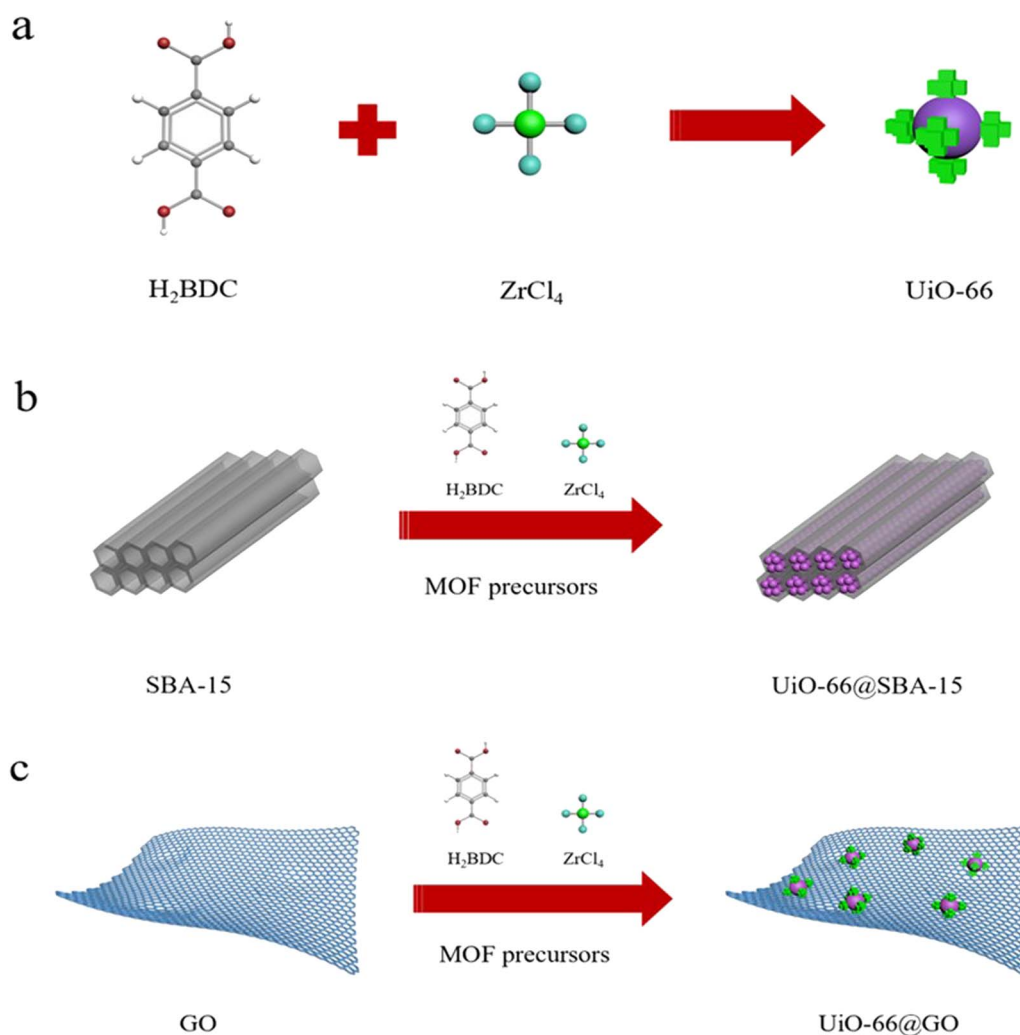 a
H₂BDC
ZrCl₄
UiO-66
b
H₂BDC
ZrCl₄
MOF precursors
SBA-15
UiO-66@SBA-15
c
H₂BDC
ZrCl₄
MOF precursors
GO
UiO-66@GO